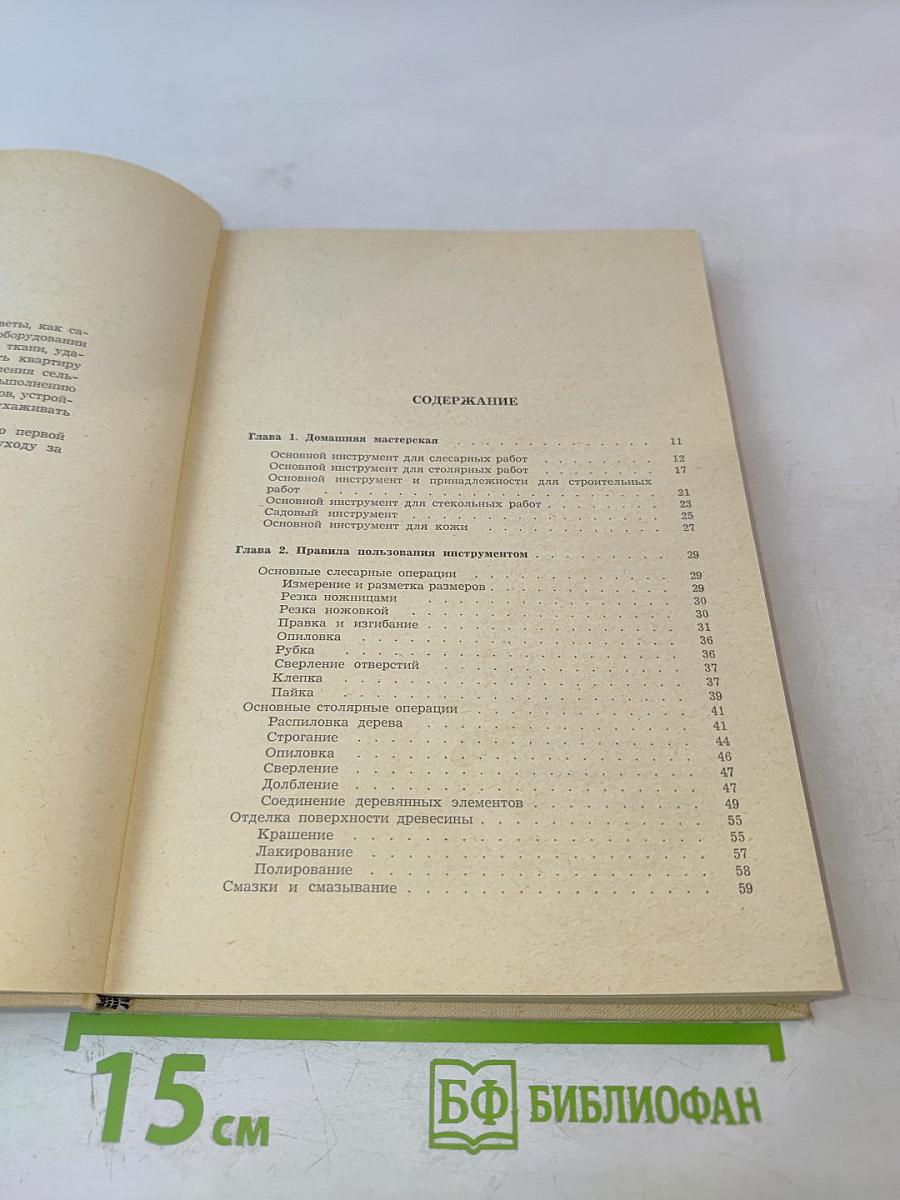 веты, как са-
оборудовании
ткани, уда-
ть квартиру
ения сель-
ыполнению
ов, устрой-
ухаживать
о первой
уходу за
СОДЕРЖАНИЕ
Глава 1. Домашняя мастерская . . . . . . . . . . . 11
Основной инструмент для слесарных работ . . . . . . . 12
Основной инструмент для столярных работ . . . . . . . 17
Основной инструмент и принадлежности для строительных
работ . . . . . . . . . . . . . . . . . 21
Основной инструмент для стекольных работ . . . . . . . 23
Садовый инструмент . . . . . . . . . . . . . 25
Основной инструмент для кожи . . . . . . . . . . 27
Глава 2. Правила пользования инструментом . . . . . . . . 29
Основные слесарные операции . . . . . . . . . . . 29
Измерение и разметка размеров . . . . . . . . . . 29
Резка ножницами . . . . . . . . . . . . . . 30
Резка ножовкой . . . . . . . . . . . . . . 30
Правка и изгибание . . . . . . . . . . . . . 31
Опиловка . . . . . . . . . . . . . . . . 36
Рубка . . . . . . . . . . . . . . . . . 36
Сверление отверстий . . . . . . . . . . . . . 37
Клепка . . . . . . . . . . . . . . . . . 37
Пайка . . . . . . . . . . . . . . . . . 39
Основные столярные операции . . . . . . . . . . . 41
Распиловка дерева . . . . . . . . . . . . . 41
Строгание . . . . . . . . . . . . . . . . 44
Опиловка . . . . . . . . . . . . . . . . 46
Сверление . . . . . . . . . . . . . . . . 47
Долбление . . . . . . . . . . . . . . . . 47
Соединение деревянных элементов . . . . . . . . . 49
Отделка поверхности древесины . . . . . . . . . . . 55
Крашение . . . . . . . . . . . . . . . . 55
Лакирование . . . . . . . . . . . . . . . 57
Полирование . . . . . . . . . . . . . . . 58
Смазки и смазывание . . . . . . . . . . . . . . 59
15 см
БФ БИБЛИОФАН